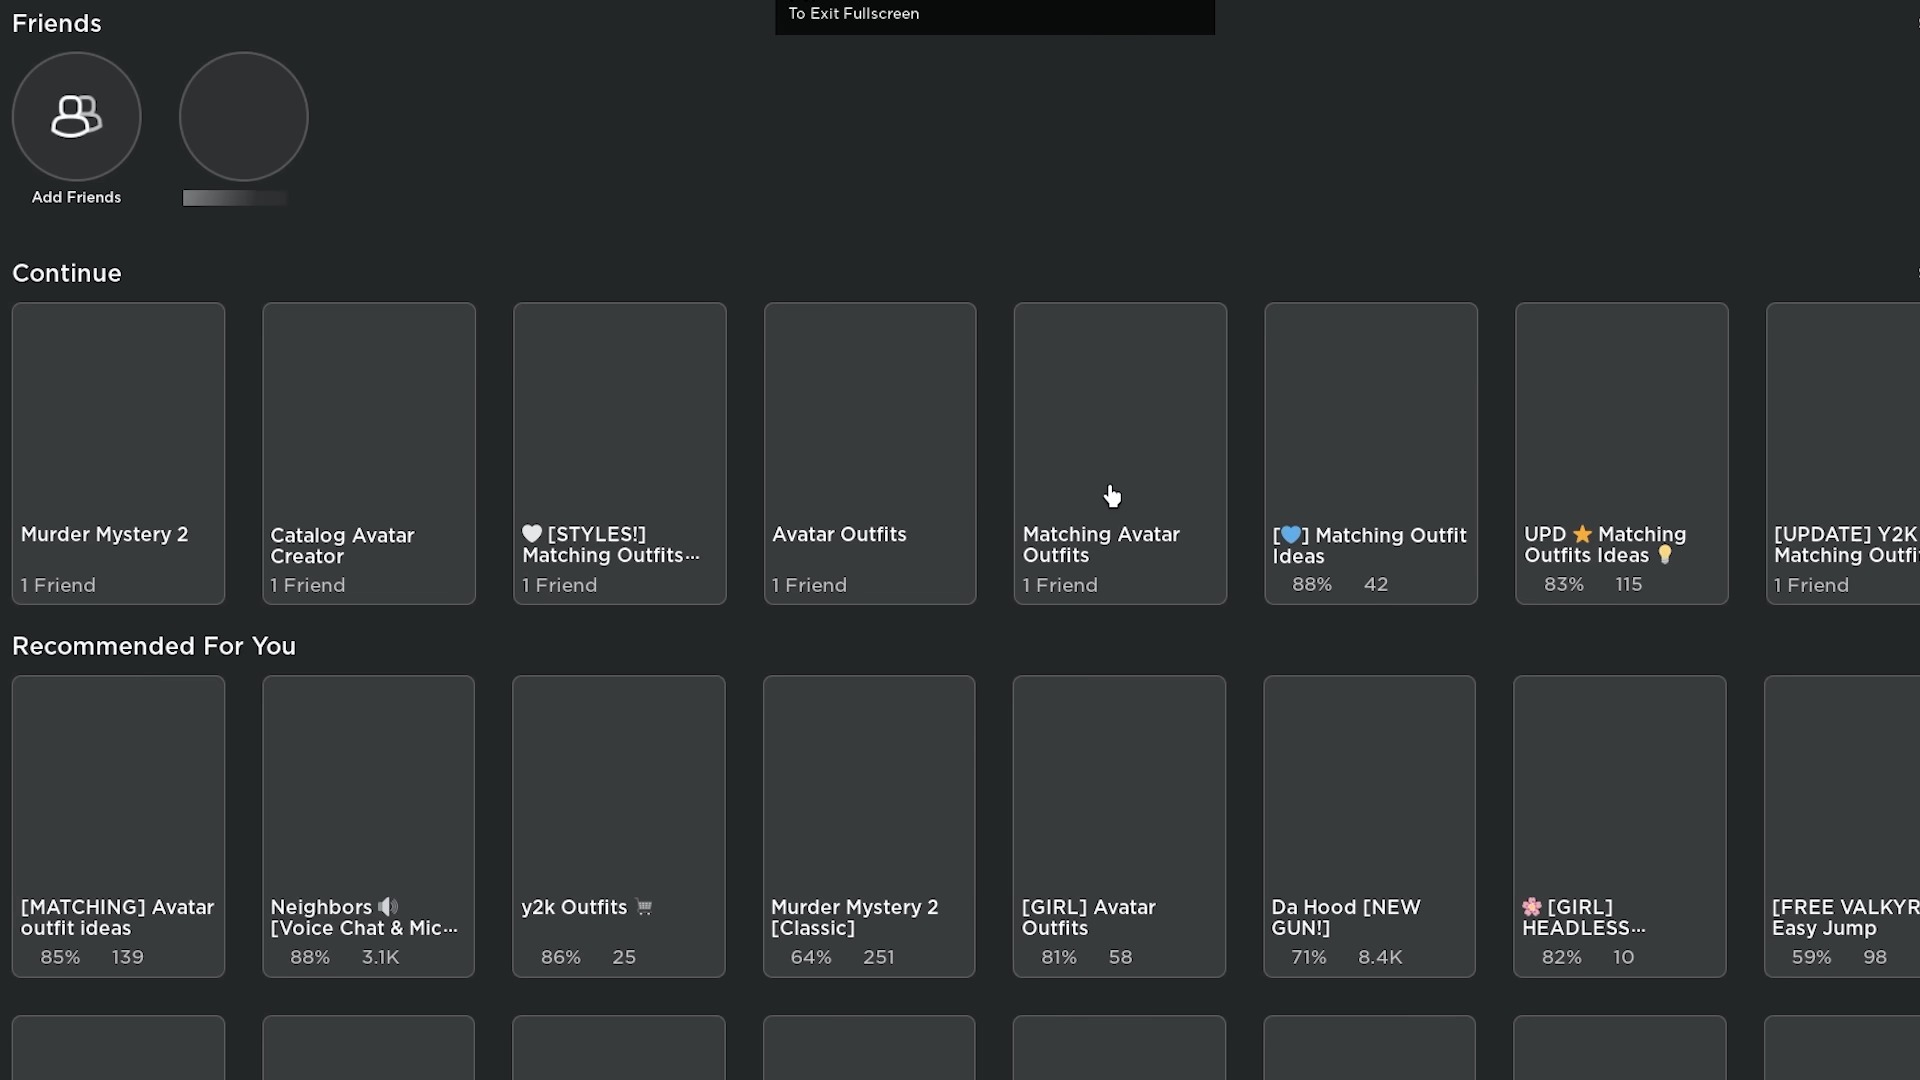 To Exit Fullscreen
Friends
Add Friends
Continue
Murder Mystery 2
1 Friend
Catalog Avatar
Creator
1 Friend
🤍 [STYLES!]
Matching Outfits...
1 Friend
Avatar Outfits
1 Friend
Matching Avatar
Outfits
1 Friend
[💙] Matching Outfit
Ideas
88% 42
UPD ⭐ Matching
Outfits Ideas 💡
83% 115
[UPDATE] Y2K
Matching Outfi
1 Friend
Recommended For You
[MATCHING] Avatar
outfit ideas
85% 139
Neighbors 🔊
[Voice Chat & Mic...
88% 3.1K
y2k Outfits 🛒
86% 25
Murder Mystery 2
[Classic]
64% 251
[GIRL] Avatar
Outfits
81% 58
Da Hood [NEW
GUN!]
71% 8.4K
🌸 [GIRL]
HEADLESS...
82% 10
[FREE VALKYR
Easy Jump
59% 98